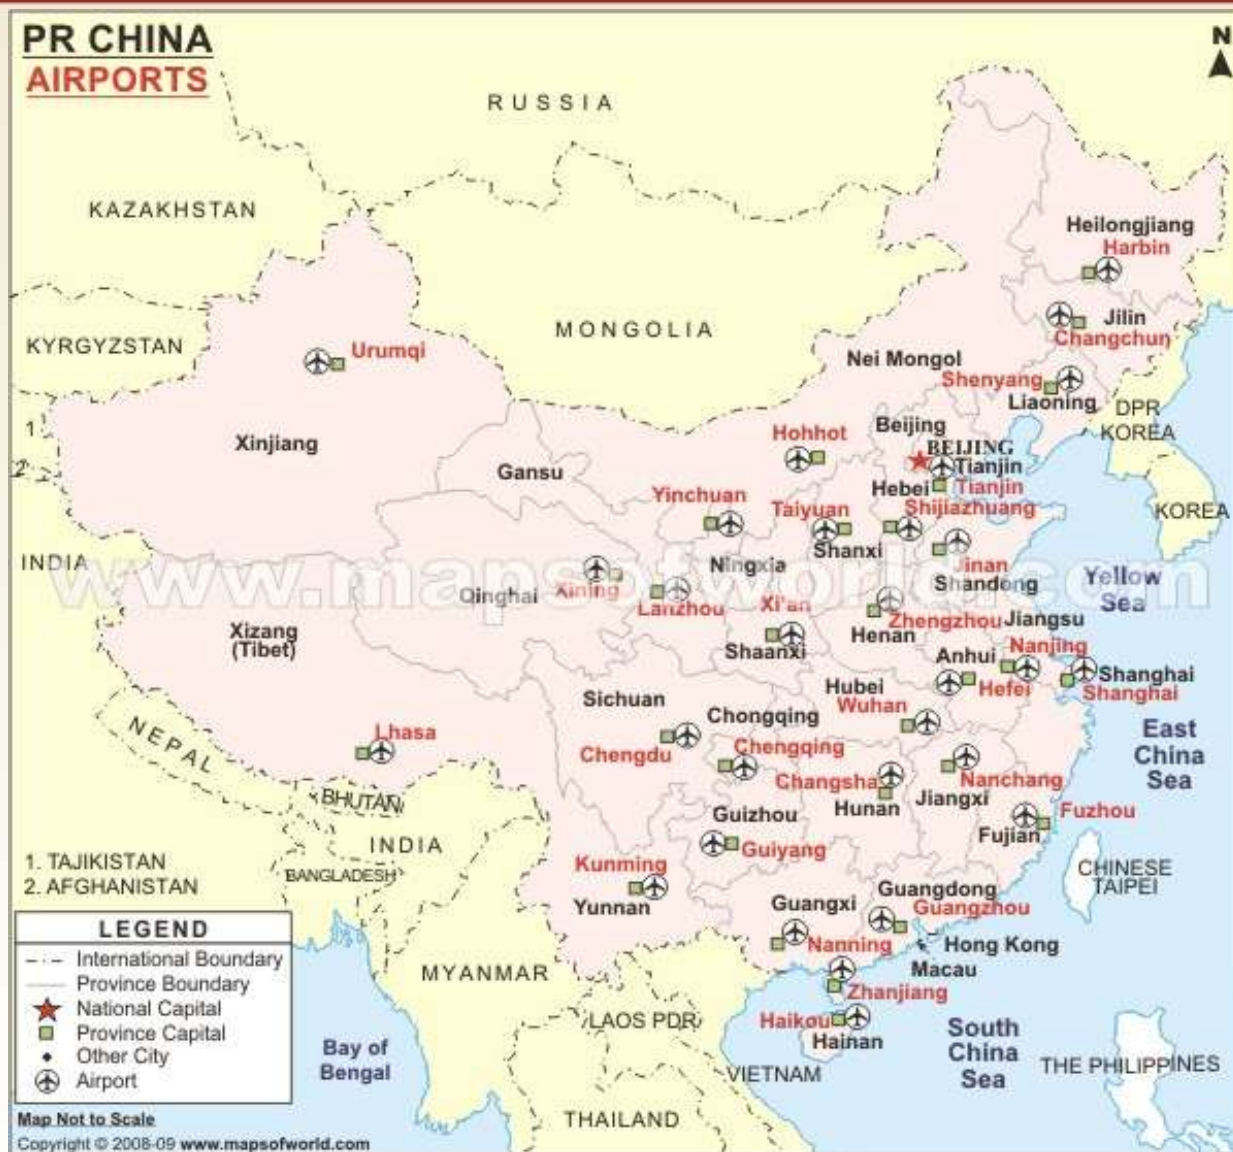 PR CHINA
AIRPORTS
N
RUSSIA
KAZAKHSTAN
Heilongjiang
Harbin
MONGOLIA
Jilin
Changchun
KYRGYZSTAN
Urumqi
Nei Mongol
Shenyang
Liaoning
DPR
KOREA
1
Xinjiang
Gansu
Hohhot
Beijing
BEIJING
Tianjin
2
Hebei
Tianjin
Yinchuan
Taiyuan
Shijiazhuang
KOREA
Shanxi
INDIA
www.mapsofworld.com
Ningxia
Jinan
Shandong
Yellow
Sea
Qinghai
Xining
Lanzhou
Xi'an
Zhengzhou
Jiangsu
Henan
Xizang
(Tibet)
Shaanxi
Anhui
Nanjing
Shanghai
Hubei
Hefei
Shanghai
Sichuan
Wuhan
Chongqing
NEPAL
Lhasa
Chengdu
Chengqing
East
China
Sea
Changsha
Nanchang
BHUTAN
Hunan
Jiangxi
Guizhou
Fuzhou
Fujian
INDIA
Guiyang
1. TAJIKISTAN
2. AFGHANISTAN
BANGLADESH
Kunming
CHINESE
TAIPEI
Yunnan
Guangxi
Guangdong
Guangzhou
LEGEND
International Boundary
Province Boundary
National Capital
Province Capital
Other City
Airport
Nanning
Hong Kong
Macau
MYANMAR
Zhanjiang
LAOS PDR
Haikou
Hainan
South
China
Sea
Bay of
Bengal
VIETNAM
THE PHILIPPINES
THAILAND
Map Not to Scale
Copyright © 2008-09 www.mapsofworld.com